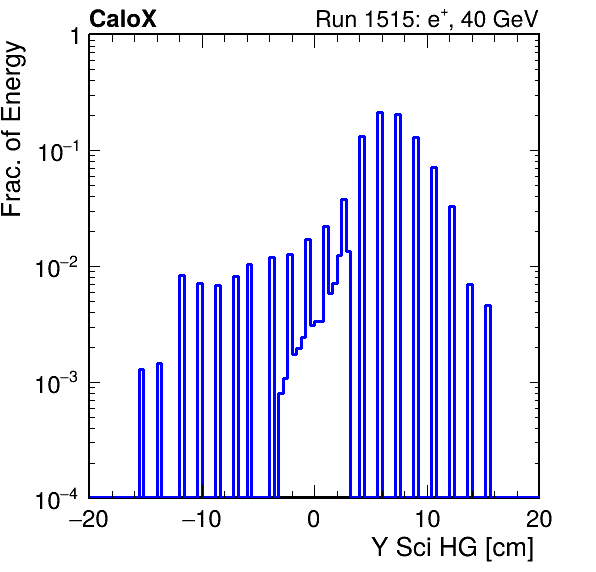 CaloX Run 1515: e⁺, 40 GeV
Frac. of Energy
1
10⁻¹
10⁻²
10⁻³
10⁻⁴
−20 −10 0 10 20
Y Sci HG [cm]